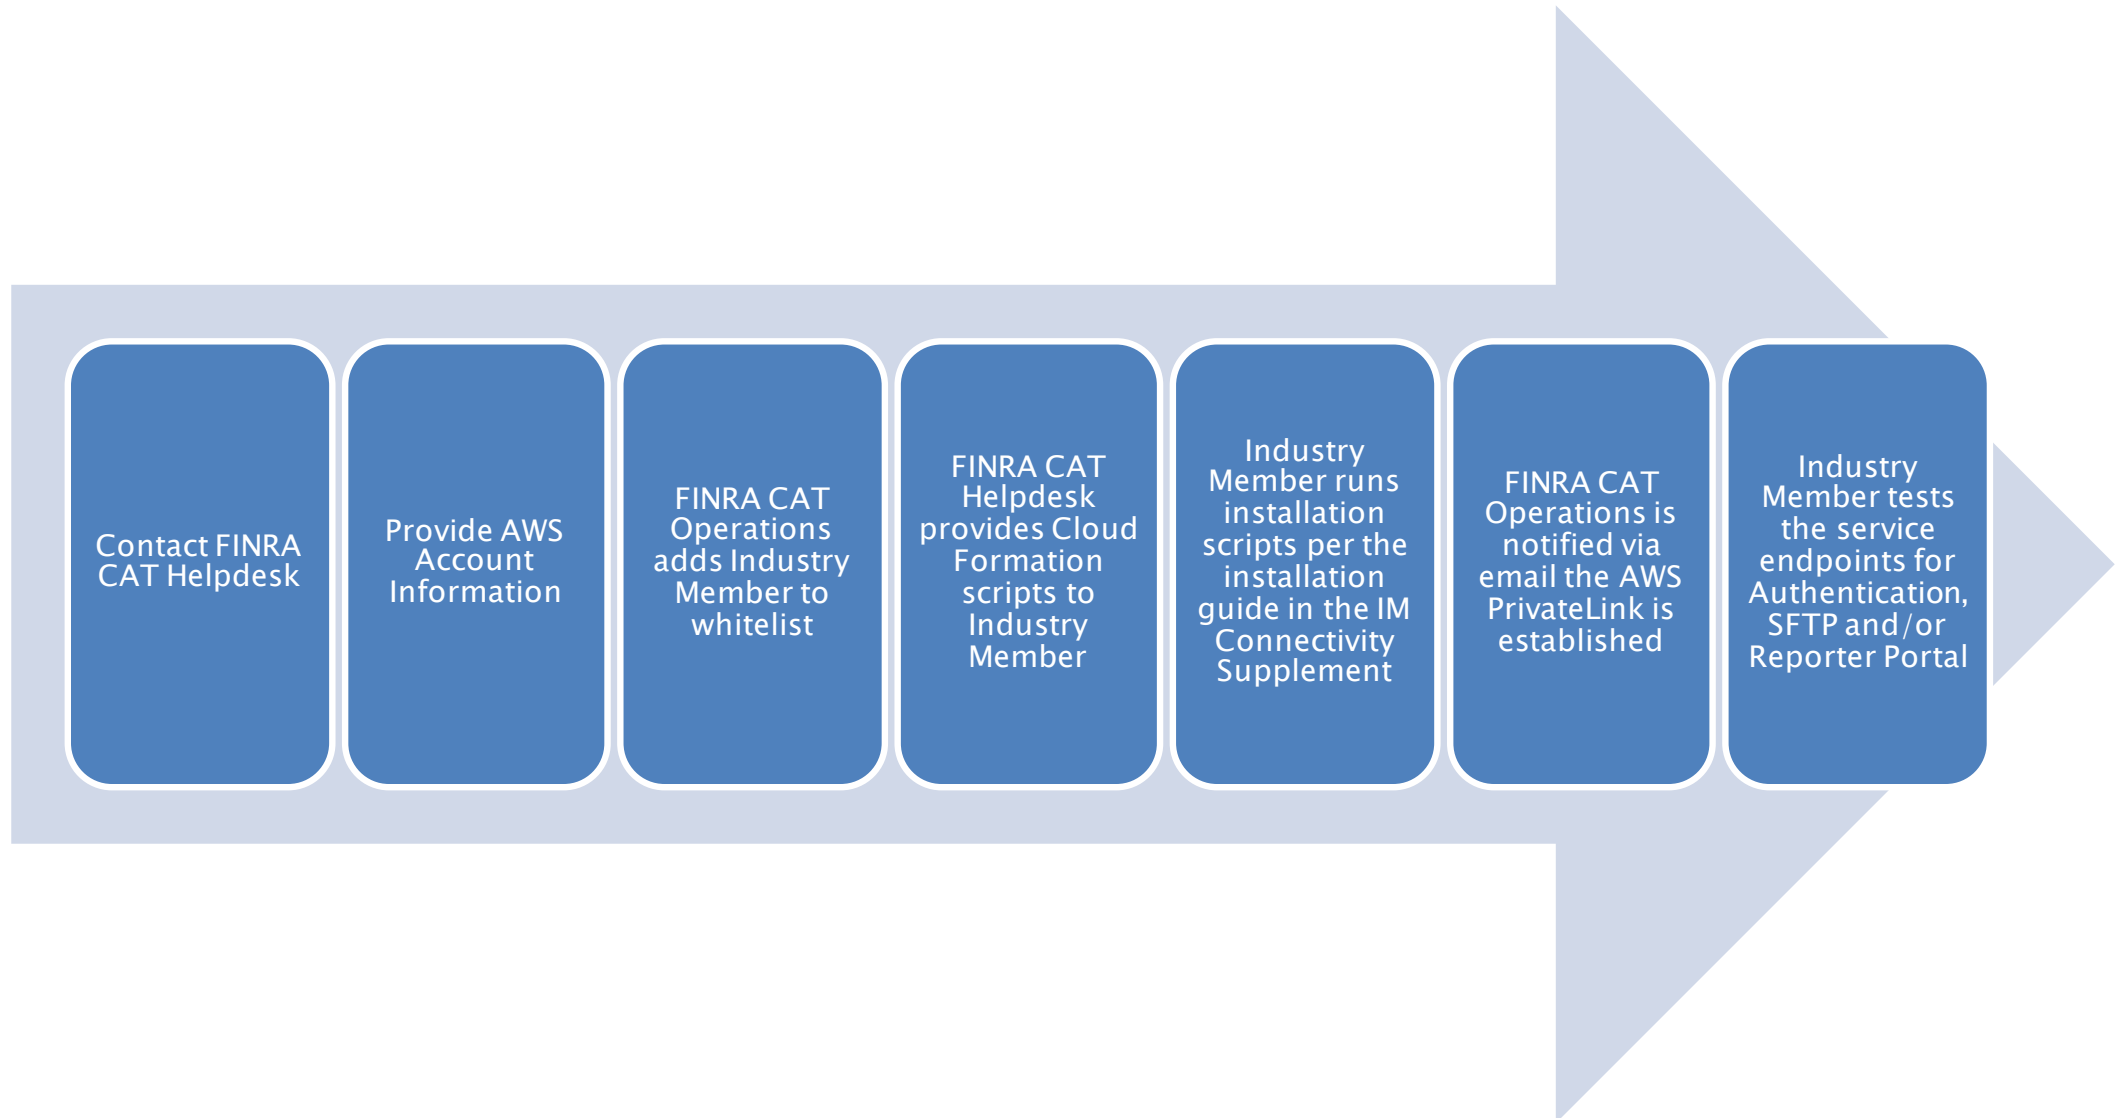 Contact FINRA
CAT Helpdesk
Provide AWS
Account
Information
FINRA CAT
Operations
adds Industry
Member to
whitelist
FINRA CAT
Helpdesk
provides Cloud
Formation
scripts to
Industry
Member
Industry
Member runs
installation
scripts per the
installation
guide in the IM
Connectivity
Supplement
FINRA CAT
Operations is
notified via
email the AWS
PrivateLink is
established
Industry
Member tests
the service
endpoints for
Authentication,
SFTP and/or
Reporter Portal